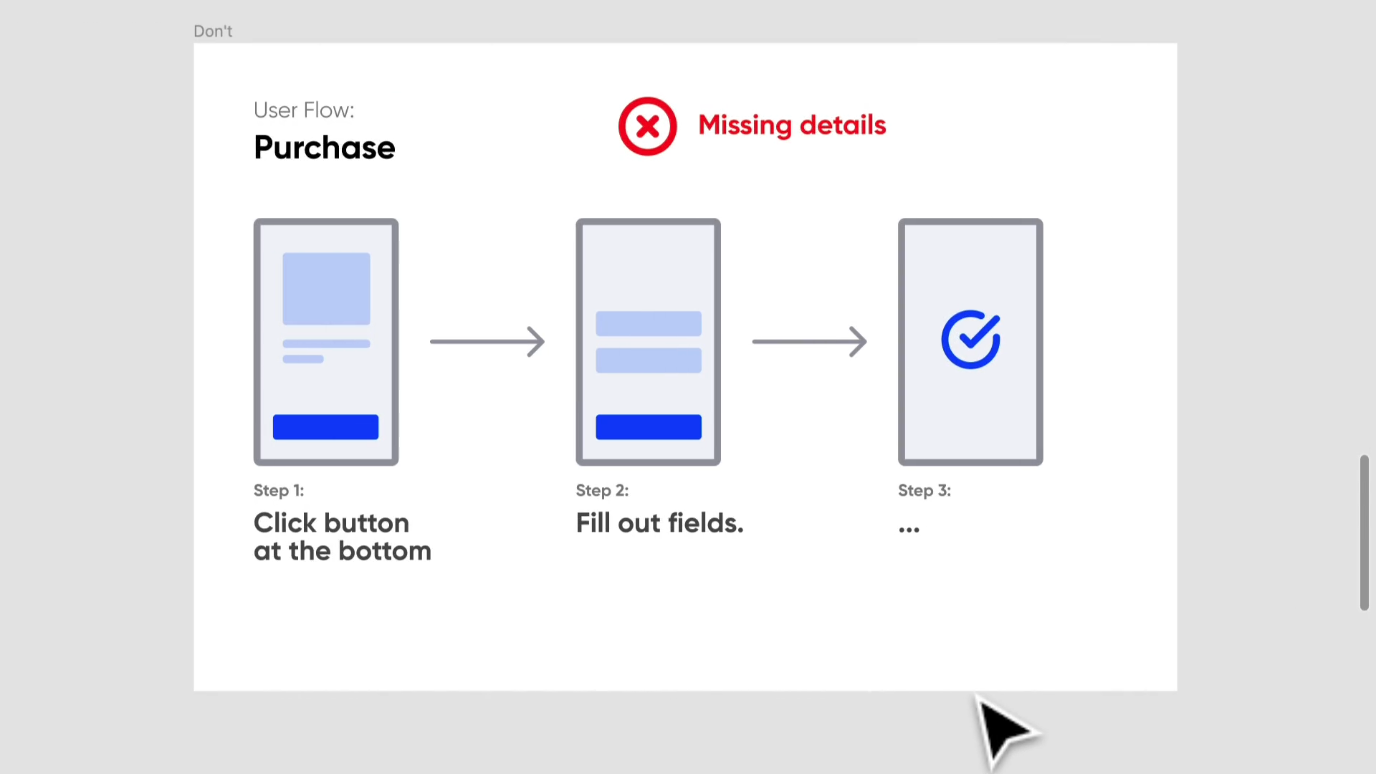 Don't
User Flow:
Purchase
Missing details
Step 1:
Click button
at the bottom
Step 2:
Fill out fields.
Step 3:
...